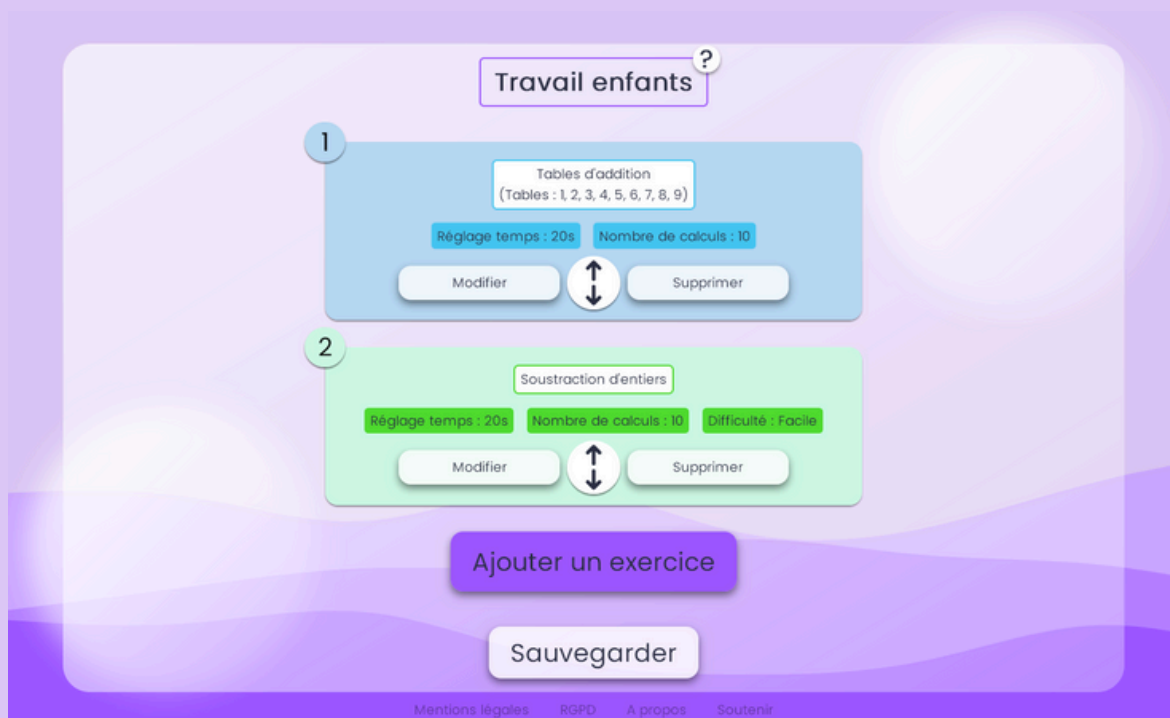 Travail enfants
?
1
Tables d'addition
(Tables : 1, 2, 3, 4, 5, 6, 7, 8, 9)
Réglage temps : 20s Nombre de calculs : 10
Modifier Supprimer
2
Soustraction d'entiers
Réglage temps : 20s Nombre de calculs : 10 Difficulté : Facile
Modifier Supprimer
Ajouter un exercice
Sauvegarder
Mentions légales RGPD A propos Soutenir